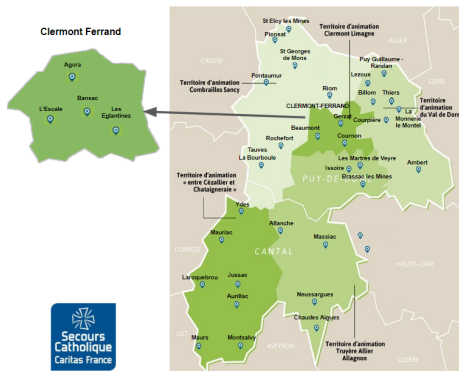 Clermont Ferrand
Agora
Bansac
L'Escale
Les
Eglantines
St Eloy les Mines
Pionsat
Territoire d'animation
Clermont Limagne
ALLIER
CREUSE
St Georges
de Mons
Puy Guillaume -
Randan
Pontaumur
Territoire d'animation
Combrailles Sancy
Lezoux
LOIRE
Riom
Billom
Thiers
CLERMONT-FERRAND
La
Monnerie
le Montel
Territoire
d'animation
du Val de Dore
Gerzat
Courpière
Beaumont
Cournon
Rochefort
Tauves
La Bourboule
Les Martres de Veyre
Issoire
Ambert
PUY-DE-DÔME
Brassac les Mines
Territoire d'animation
« entre Cézallier et
Chataigneraie »
Ydes
Allanche
Mauriac
Massiac
CANTAL
CORREZE
HAUTE-LOIRE
Laroquebrou
Jussac
Aurillac
Neussargues
Chaudes Aigues
LOT
Maurs
Montsalvy
AVEYRON
Territoire d'animation
Truyère Allier
Allagnon
LOZERE
Secours
Catholique
Caritas France